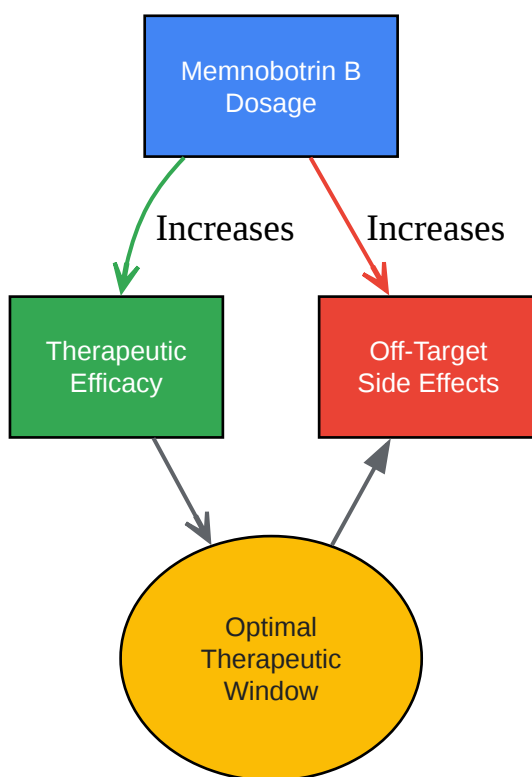 Memnobotrin B
Dosage
Increases
Increases
Therapeutic
Efficacy
Off-Target
Side Effects
Optimal
Therapeutic
Window